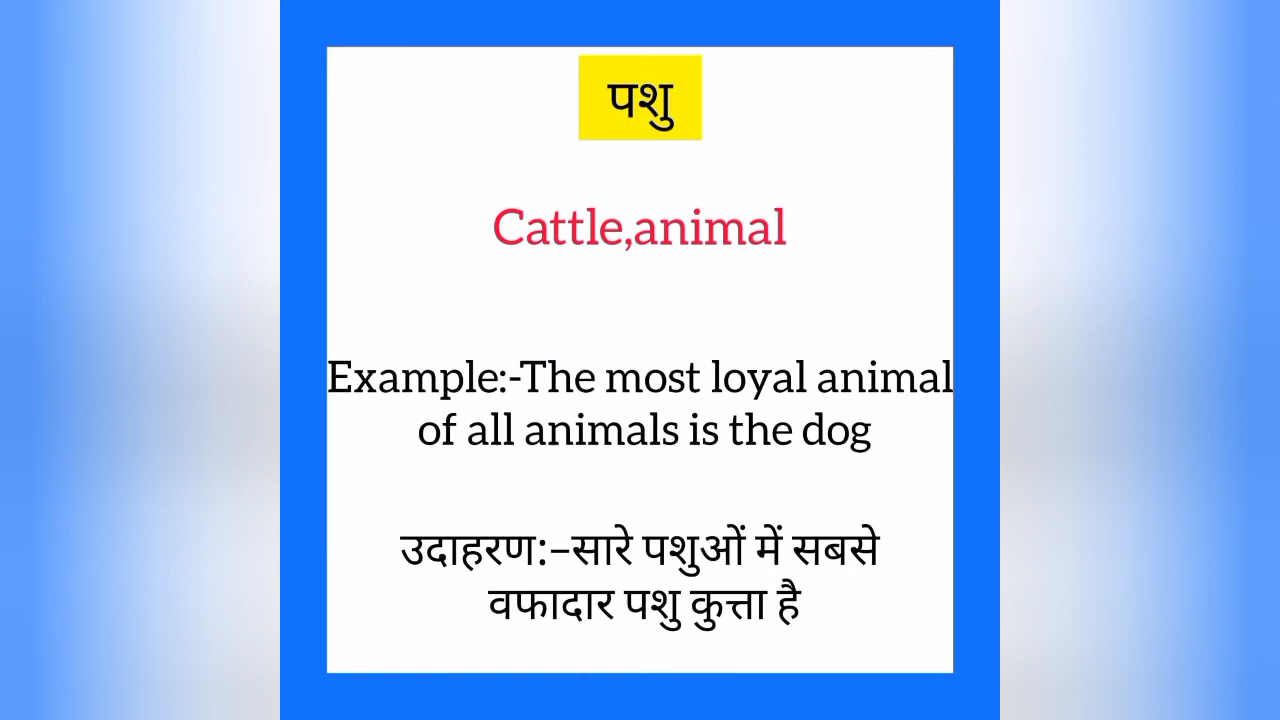 पशु
Cattle,animal
Example:-The most loyal animal
of all animals is the dog
उदाहरण:–सारे पशुओं में सबसे
वफादार पशु कुत्ता है